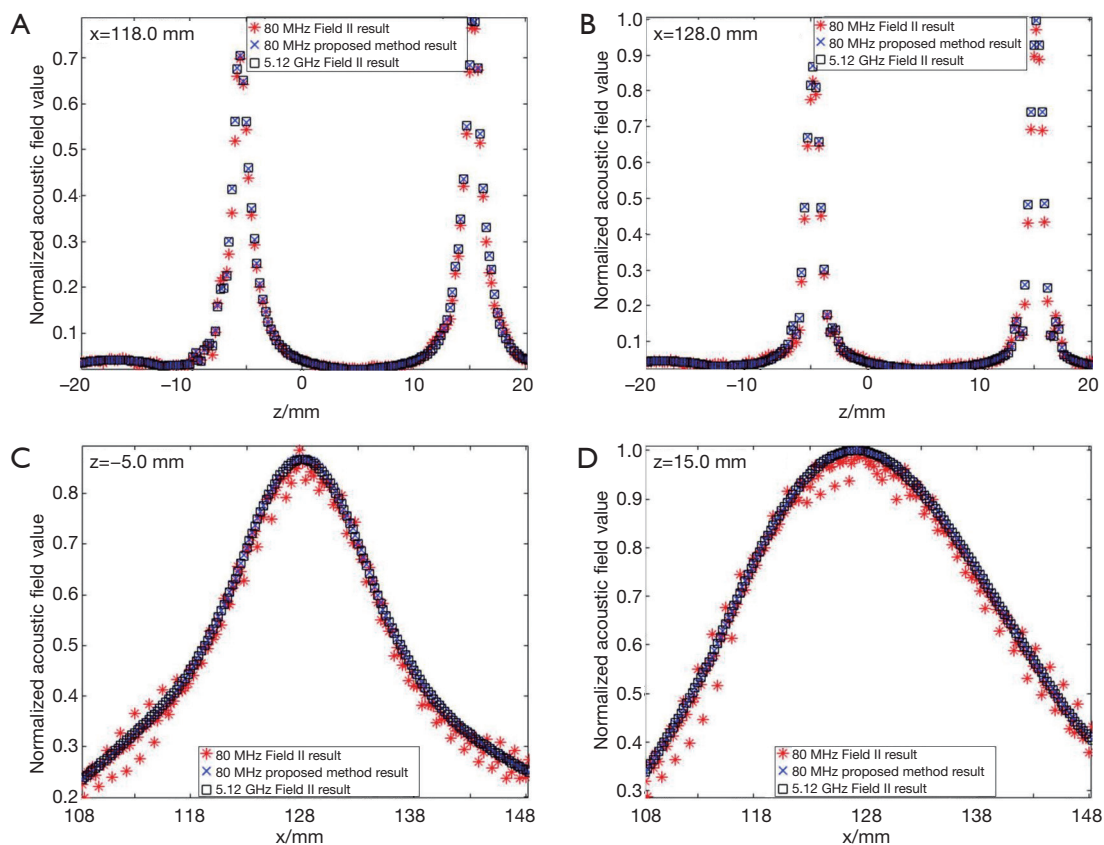 A
x=118.0 mm
80 MHz Field II result
80 MHz proposed method result
5.12 GHz Field II result
Normalized acoustic field value
0.7
0.6
0.5
0.4
0.3
0.2
0.1
−20
−10
0
10
20
z/mm
B
x=128.0 mm
80 MHz Field II result
80 MHz proposed method result
5.12 GHz Field II result
Normalized acoustic field value
1.0
0.9
0.8
0.7
0.6
0.5
0.4
0.3
0.2
0.1
−20
−10
0
10
20
z/mm
C
z=−5.0 mm
80 MHz Field II result
80 MHz proposed method result
5.12 GHz Field II result
Normalized acoustic field value
0.8
0.7
0.6
0.5
0.4
0.3
0.2
108
118
128
138
148
x/mm
D
z=15.0 mm
80 MHz Field II result
80 MHz proposed method result
5.12 GHz Field II result
Normalized acoustic field value
1.0
0.9
0.8
0.7
0.6
0.5
0.4
0.3
108
118
128
138
148
x/mm